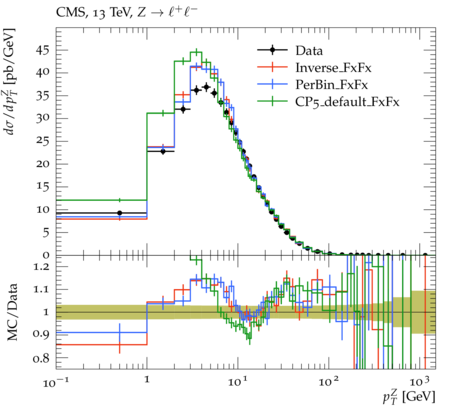 CMS, 13 TeV, Z → ℓ⁺ℓ⁻
dσ/dp_T^Z [pb/GeV]
45
40
35
30
25
20
15
10
5
0
Data
Inverse_FxFx
PerBin_FxFx
CP5_default_FxFx
MC/Data
1.2
1.1
1
0.9
0.8
10⁻¹ 1 10¹ 10² 10³
p_T^Z [GeV]